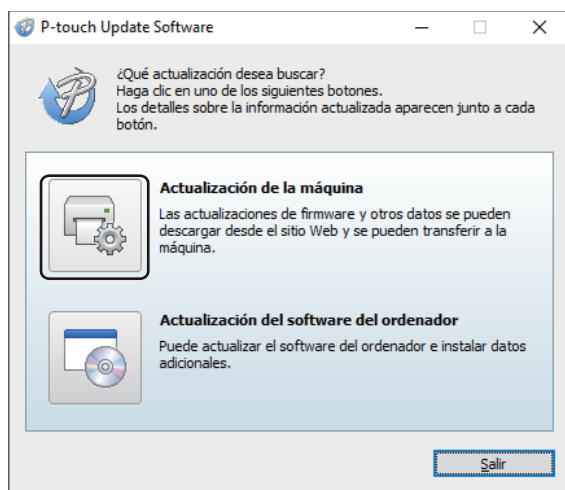 P-touch Update Software
¿Qué actualización desea buscar?
Haga clic en uno de los siguientes botones.
Los detalles sobre la información actualizada aparecen junto a cada
botón.
Actualización de la máquina
Las actualizaciones de firmware y otros datos se pueden
descargar desde el sitio Web y se pueden transferir a la
máquina.
Actualización del software del ordenador
Puede actualizar el software del ordenador e instalar datos
adicionales.
Salir